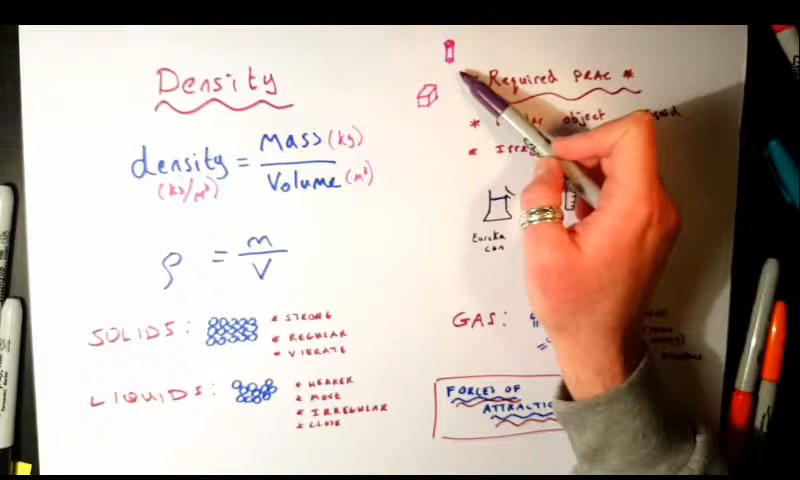 Density
density = Mass (kg)
(kg/m³) Volume (m³)
ρ = m
V
SOLIDS: * STRONG
* REGULAR
* VIBRATE
LIQUIDS: * WEAKER
* MOVE
* IRREGULAR
* CLOSE
Required PRAC *
* object
*
Eureka
can
GAS:
FORCES OF